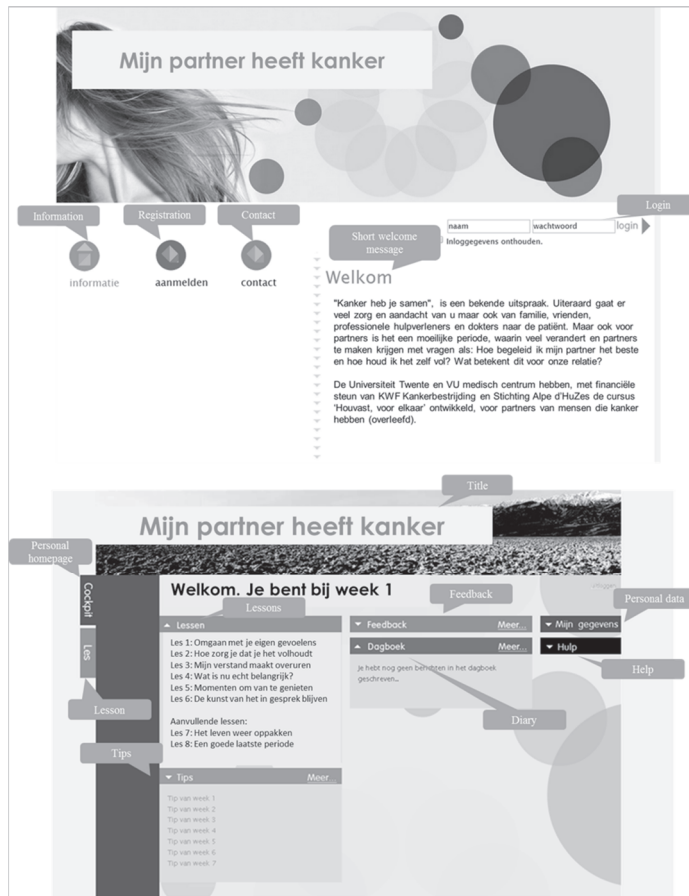 Mijn partner heeft kanker
Information
Registration
Contact
Login
informatie
aanmelden
contact
Short welcome
message
naam
wachtwoord
login
Inloggegevens onthouden.
Welkom
"Kanker heb je samen", is een bekende uitspraak. Uiteraard gaat er
veel zorg en aandacht van u maar ook van familie, vrienden,
professionele hulpverleners en dokters naar de patiënt. Maar ook voor
partners is het een moeilijke periode, waarin veel verandert en partners
te maken krijgen met vragen als: Hoe begeleid ik mijn partner het beste
en hoe houd ik het zelf vol? Wat betekent dit voor onze relatie?
De Universiteit Twente en VU medisch centrum hebben, met financiële
steun van KWF Kankerbestrijding en Stichting Alpe d'HuZes de cursus
'Houvast, voor elkaar' ontwikkeld, voor partners van mensen die kanker
hebben (overleefd).
Title
Mijn partner heeft kanker
Personal
homepage
Cockpit
Les
Lesson
Welkom. Je bent bij week 1
Lessons
Feedback
Personal data
Lessen
Les 1: Omgaan met je eigen gevoelens
Les 2: Hoe zorg je dat je het volhoudt
Les 3: Mijn verstand maakt overuren
Les 4: Wat is nu echt belangrijk?
Les 5: Momenten om van te genieten
Les 6: De kunst van het in gesprek blijven
Aanvullende lessen:
Les 7: Het leven weer oppakken
Les 8: Een goede laatste periode
Feedback Meer...
Dagboek Meer...
Je hebt nog geen berichten in het dagboek
geschreven...
Mijn gegevens
Hulp
Help
Diary
Tips
Tips Meer...
Tip van week 1
Tip van week 2
Tip van week 3
Tip van week 4
Tip van week 5
Tip van week 6
Tip van week 7